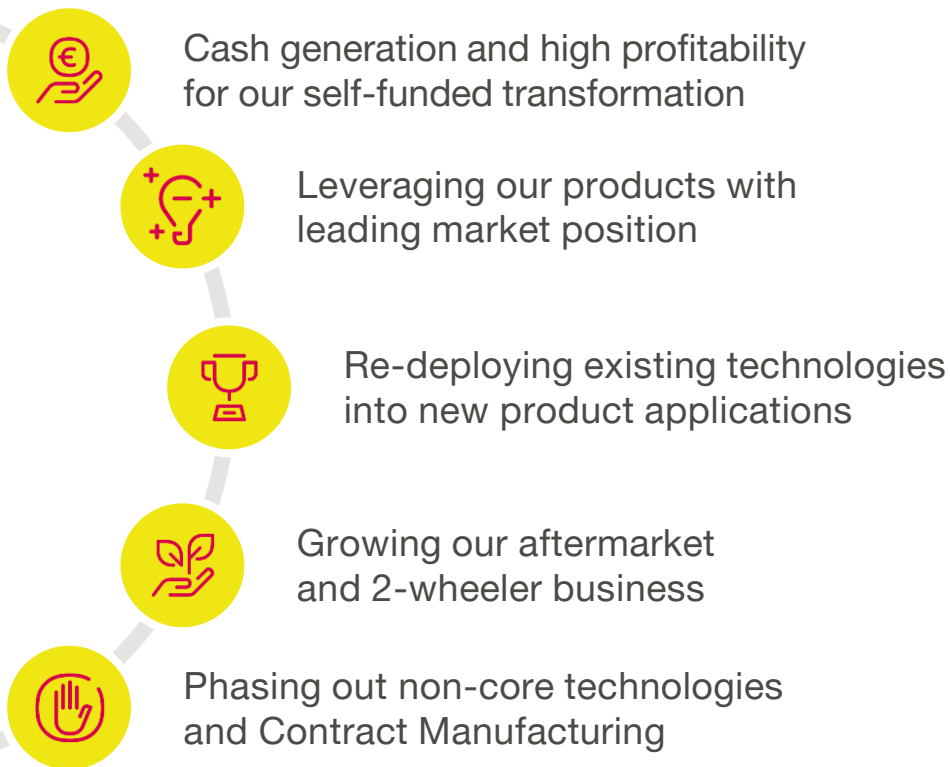 €
Cash generation and high profitability
for our self-funded transformation
Leveraging our products with
leading market position
Re-deploying existing technologies
into new product applications
Growing our aftermarket
and 2-wheeler business
Phasing out non-core technologies
and Contract Manufacturing